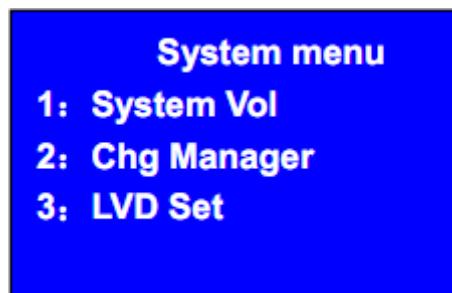 System menu
1：System Vol
2：Chg Manager
3：LVD Set